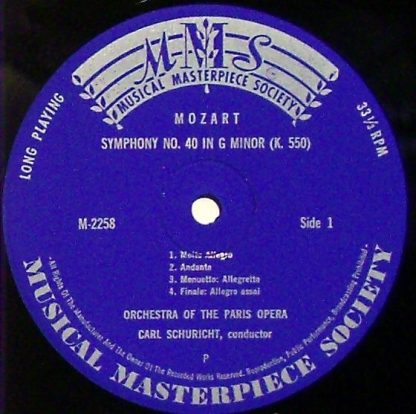 MMS
MUSICAL MASTERPIECE SOCIETY
LONG PLAYING
33⅓ RPM
MOZART
SYMPHONY NO. 40 IN G MINOR (K. 550)
M-2258
Side 1
1. Molto Allegro
2. Andante
3. Menuetto: Allegretto
4. Finale: Allegro assai
ORCHESTRA OF THE PARIS OPERA
CARL SCHURICHT, conductor
P
All Rights Of The Manufacturer And The Owner Of The Recorded Works Reserved. Reproduction, Public Performance, Broadcasting Prohibited
MUSICAL MASTERPIECE SOCIETY